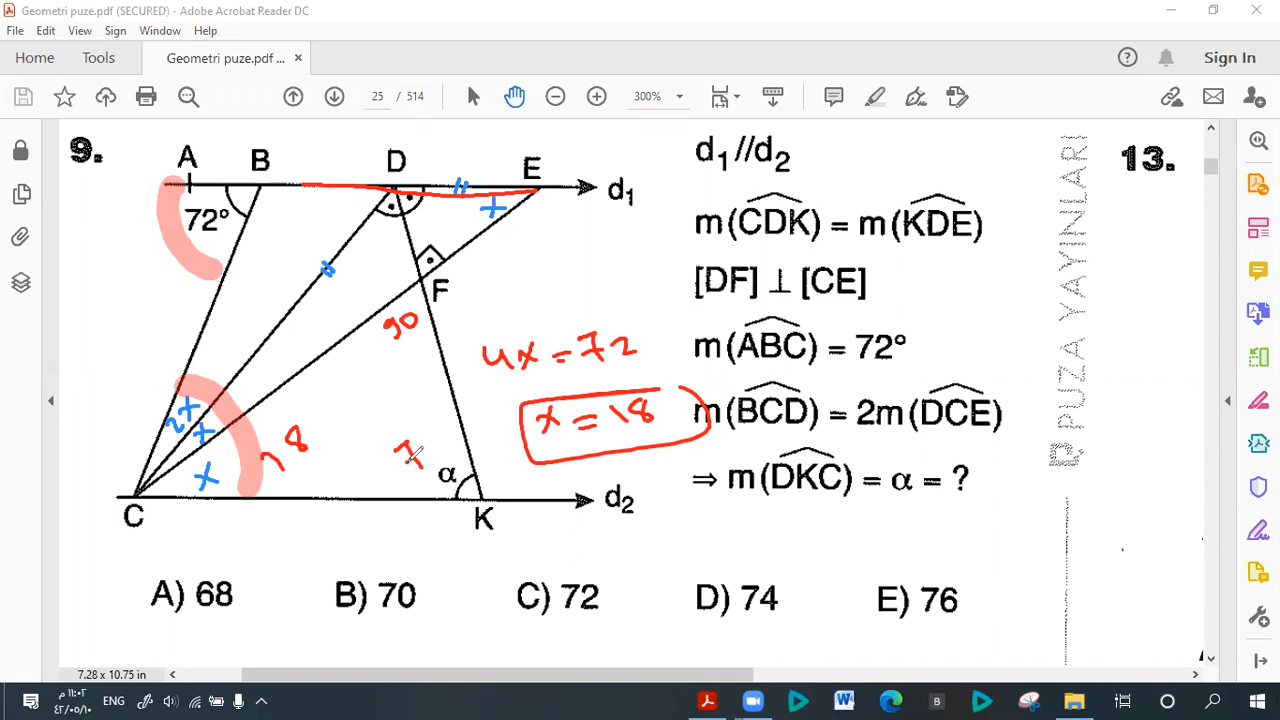 Geometri puze.pdf (SECURED) - Adobe Acrobat Reader DC
File Edit View Sign Window Help
Home Tools Geometri puze.pdf ... × Sign In
25 / 514 300%
9.
A B D E d₁
72°
x
F
90
2x
x
x
18
α
C K d₂
4x = 72
x = 18
d₁//d₂
m(CDK) = m(KDE)
[DF] ⊥ [CE]
m(ABC) = 72°
m(BCD) = 2m(DCE)
⇒ m(DKC) = α = ?
A) 68 B) 70 C) 72 D) 74 E) 76
PUZA YAYINLARI
13.
7.28 x 10.75 in
ENG